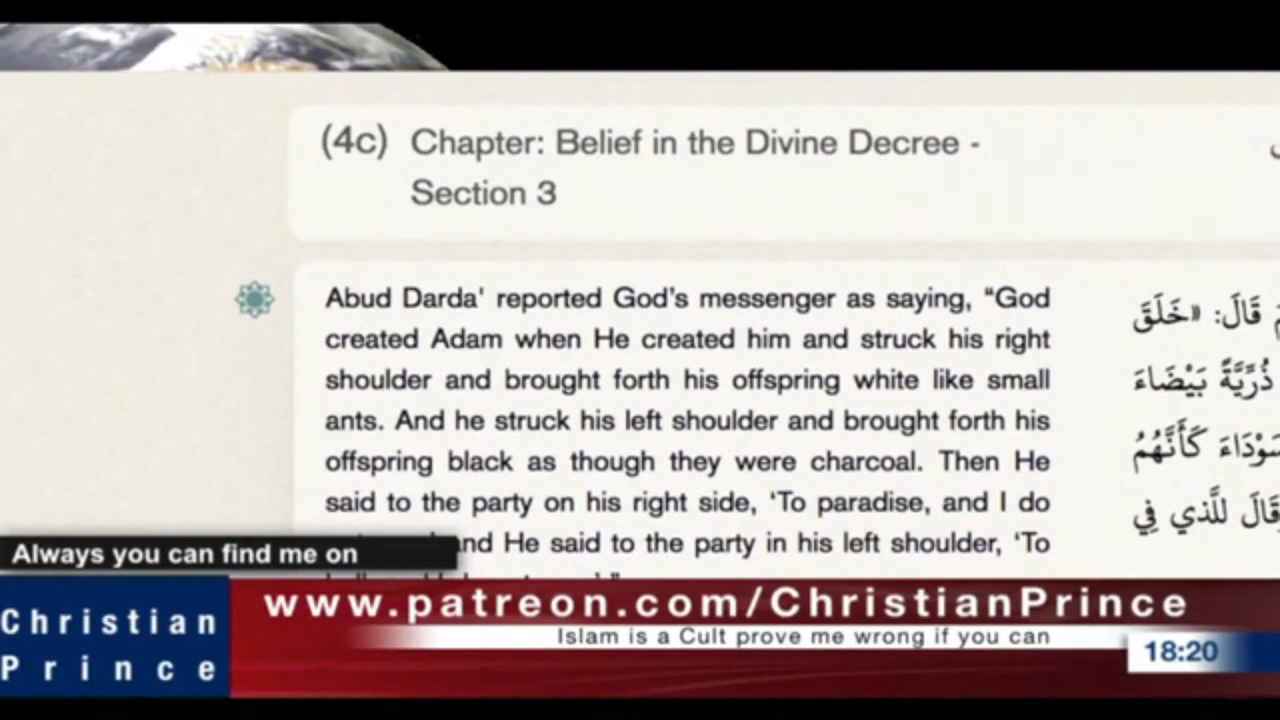 (4c) Chapter: Belief in the Divine Decree -
Section 3
Abud Darda' reported God's messenger as saying, “God
created Adam when He created him and struck his right
shoulder and brought forth his offspring white like small
ants. And he struck his left shoulder and brought forth his
offspring black as though they were charcoal. Then He
said to the party on his right side, ‘To paradise, and I do
and He said to the party in his left shoulder, ‘To
قَالَ: «خَلَقَ
ذُرِّيَّةً بَيْضَاءَ
كَأَنَّهُمُ
قَالَ للَّذي فِي
Always you can find me on
www.patreon.com/ChristianPrince
Islam is a Cult prove me wrong if you can
Christian
Prince
18:20